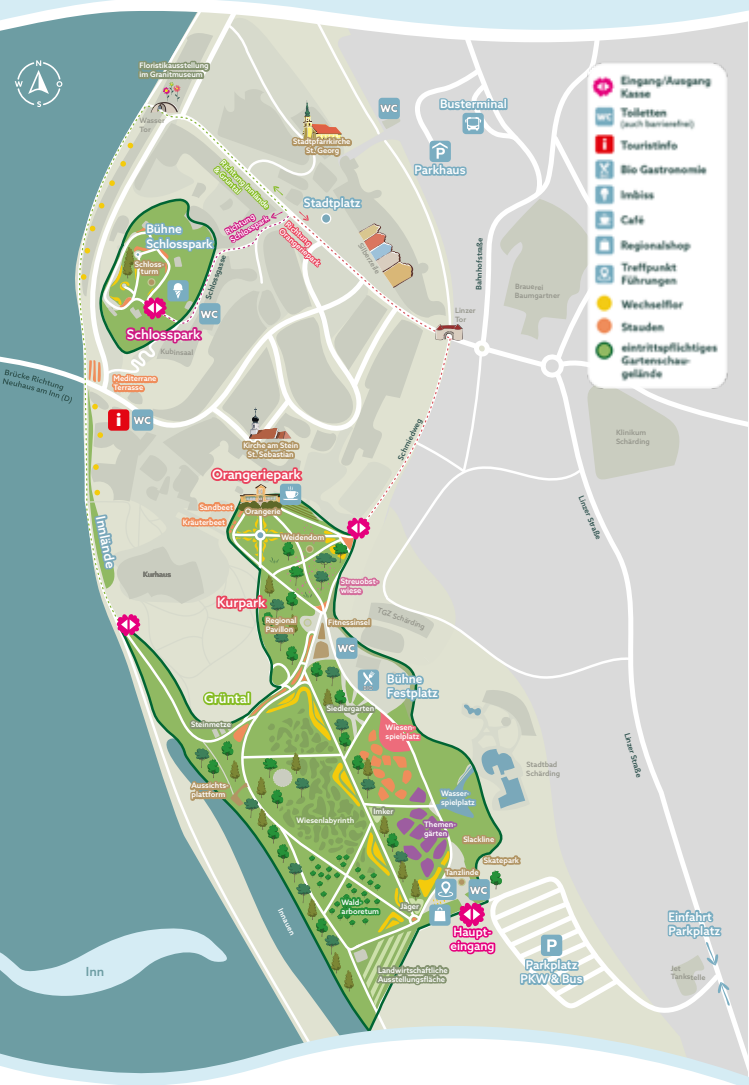 N
W
O
S
Floristikausstellung
im Granitmuseum
Wasser
Tor
Stadtpfarrkirche
St. Georg
WC
Busterminal
Parkhaus
Richtung Innlände
& Grüntal
Richtung
Schlosspark
Richtung
Orangeriepark
Stadtplatz
Silberzeile
Bahnhofstraße
Brauerei
Baumgartner
Linzer
Tor
Bühne
Schlosspark
Schloss-
turm
Schlossgasse
WC
Schlosspark
Kubinsaal
Mediterrane
Terrasse
Brücke Richtung
Neuhaus am Inn (D)
i
WC
Kirche am Stein
St. Sebastian
Schmiedweg
Klinikum
Schärding
Linzer Straße
Orangeriepark
Sandbeet
Orangerie
Kräuterbeet
Weidendom
Innlände
Kurhaus
Streuobst-
wiese
Kurpark
Regional
Pavillon
Fitnessinsel
TGZ Schärding
WC
Bühne
Festplatz
Grüntal
Siedlergarten
Steinmetze
Wiesen-
spielplatz
Linzer Straße
Stadtbad
Schärding
Aussichts-
plattform
Wasser-
spielplatz
Imker
Wiesenlabyrinth
Themen-
gärten
Slackline
Skatepark
Tanzlinde
WC
Wald-
arboretum
Jäger
Haupt-
eingang
Innauen
Inn
Landwirtschaftliche
Ausstellungsfläche
P
Parkplatz
PKW & Bus
Einfahrt
Parkplatz
Jet
Tankstelle
Eingang/Ausgang
Kasse
WC
Toiletten
(auch barrierefrei)
i
Touristinfo
Bio Gastronomie
Imbiss
Café
Regionalshop
Treffpunkt
Führungen
Wechselflor
Stauden
eintrittspflichtiges
Gartenschau-
gelände